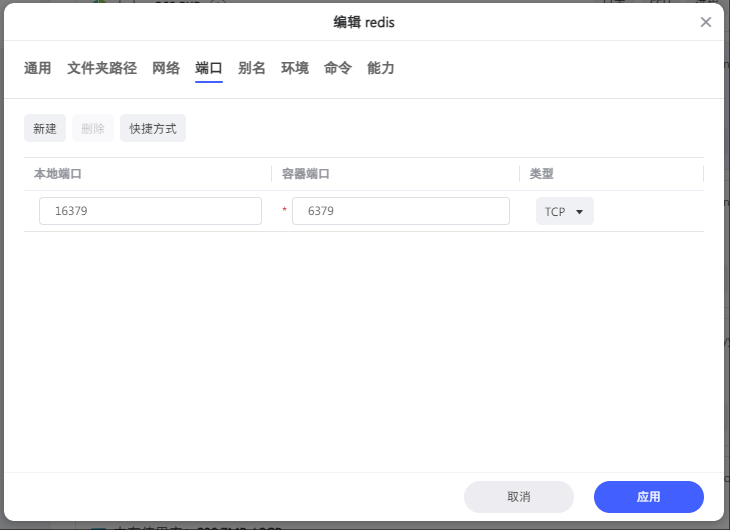 编辑 redis
通用 文件夹路径 网络 端口 别名 环境 命令 能力
新建 删除 快捷方式
本地端口 容器端口 类型
16379 * 6379 TCP
取消 应用